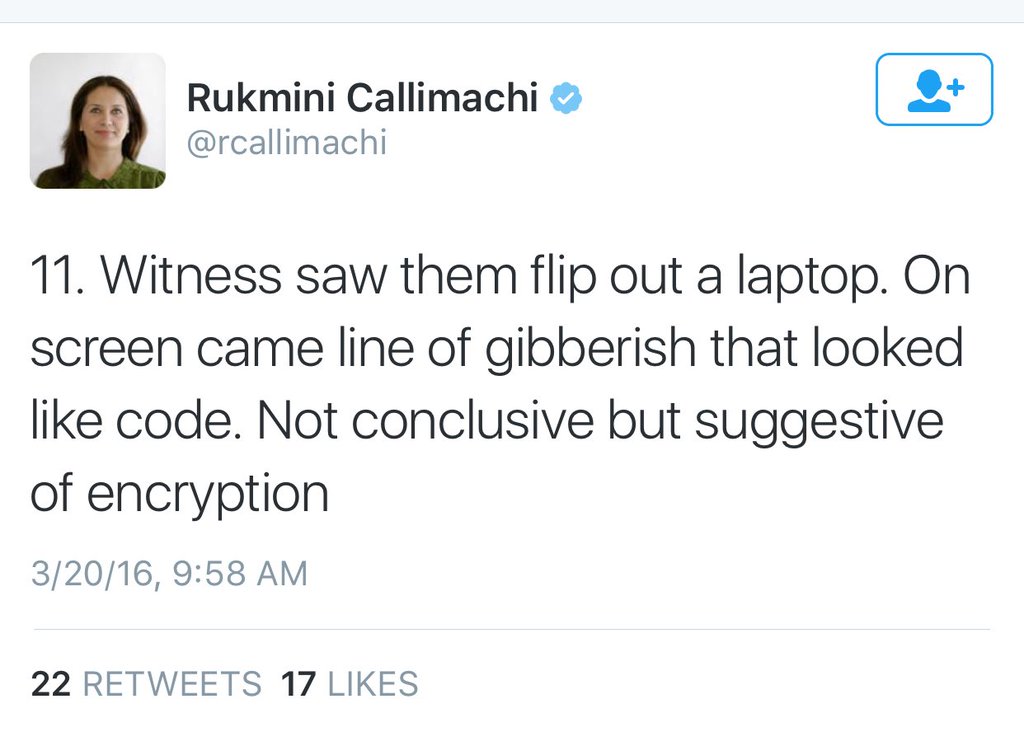 Rukmini Callimachi
@rcallimachi
11. Witness saw them flip out a laptop. On
screen came line of gibberish that looked
like code. Not conclusive but suggestive
of encryption
3/20/16, 9:58 AM
22 RETWEETS 17 LIKES